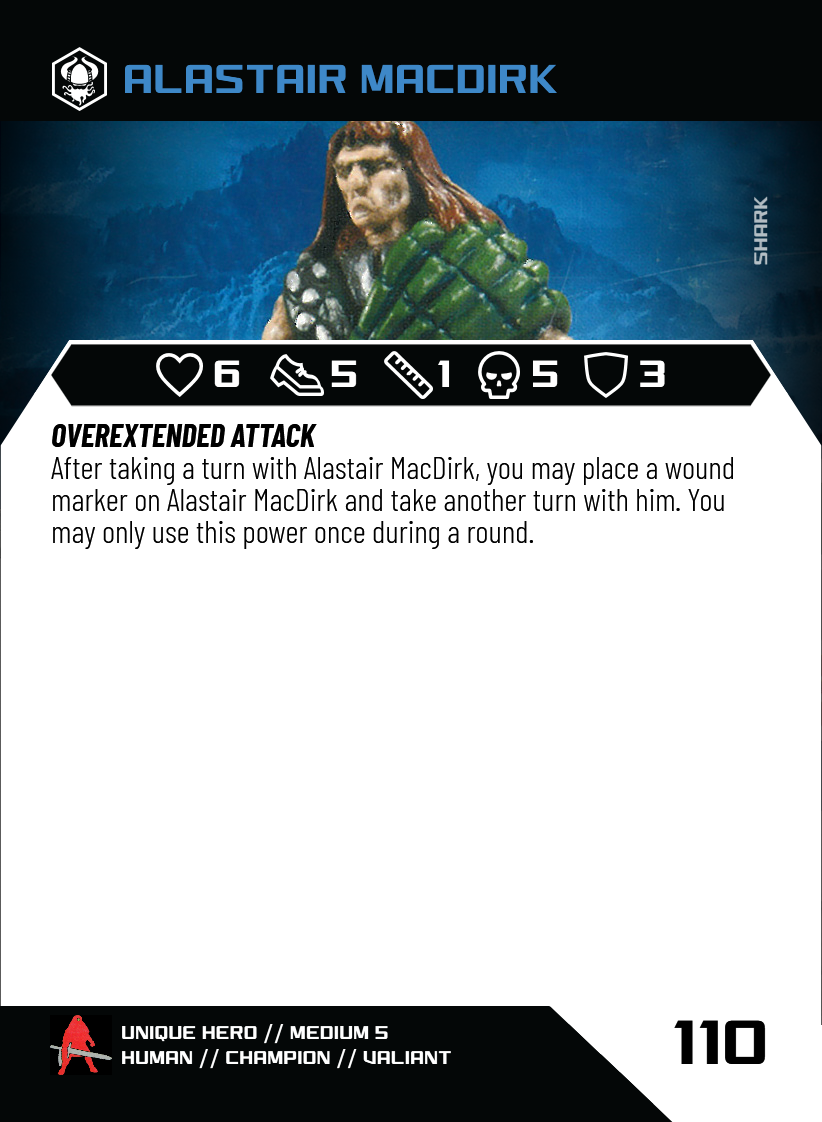 ALASTAIR MACDIRK
SHARK
6 5 1 5 3
OVEREXTENDED ATTACK
After taking a turn with Alastair MacDirk, you may place a wound
marker on Alastair MacDirk and take another turn with him. You
may only use this power once during a round.
UNIQUE HERO // MEDIUM 5
HUMAN // CHAMPION // VALIANT
110